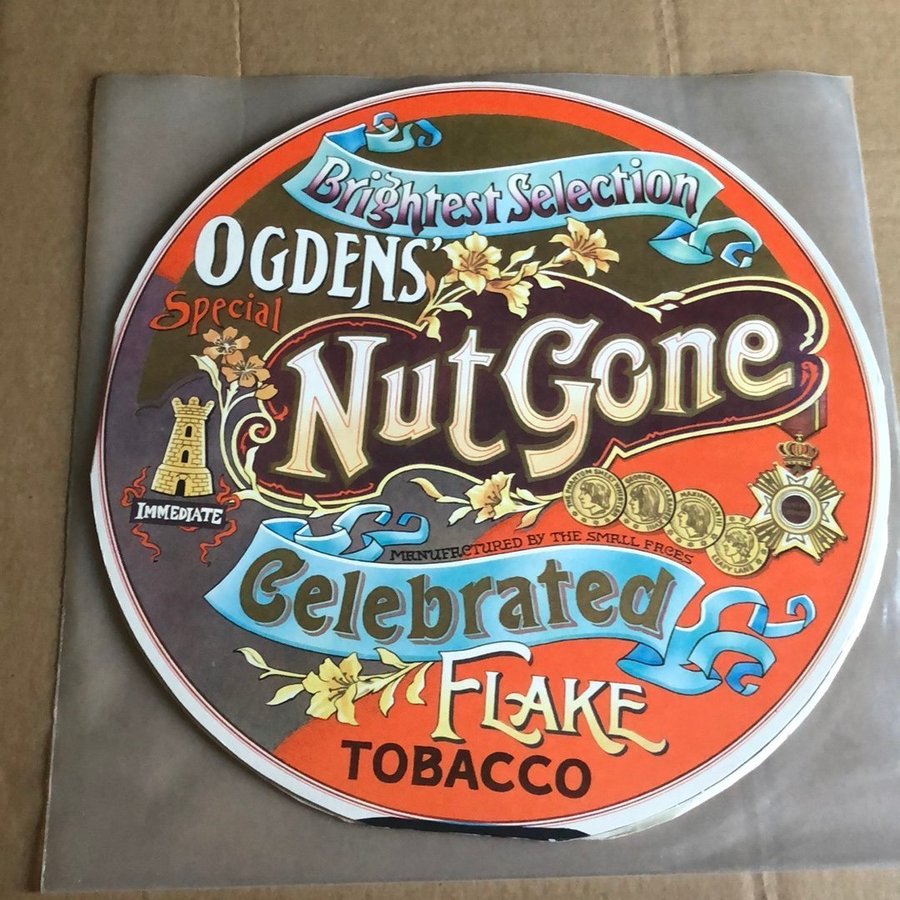 Brightest Selection
OGDENS'
Special
Nut Gone
IMMEDIATE
MANUFACTURED BY THE SMALL FACES
Celebrated
FLAKE
TOBACCO